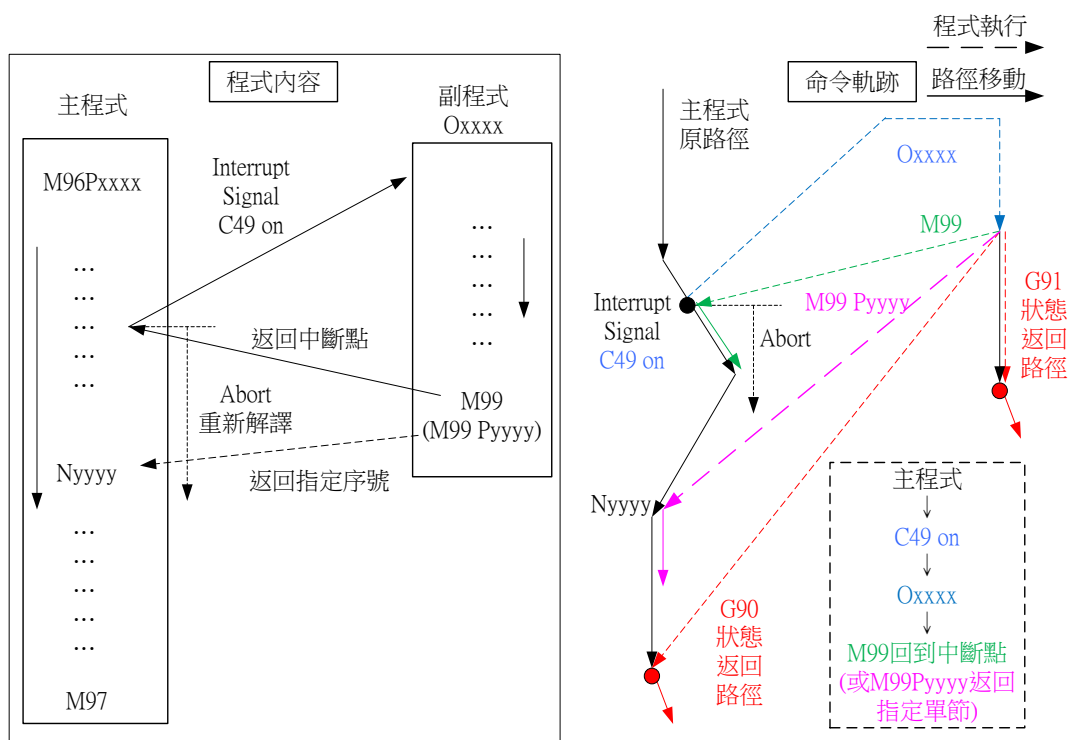 程式內容
主程式
M96Pxxxx
...
...
...
...
...
Nyyyy
...
...
...
...
...
M97
Interrupt
Signal
C49 on
返回中斷點
Abort
重新解譯
返回指定序號
副程式
Oxxxx
...
...
...
...
...
M99
(M99 Pyyyy)
程式執行
命令軌跡
路徑移動
主程式
原路徑
Oxxxx
M99
M99 Pyyyy
Interrupt
Signal
C49 on
Abort
G91
狀態
返回
路徑
Nyyyy
G90
狀態
返回
路徑
主程式
C49 on
Oxxxx
M99回到中斷點
(或M99Pyyyy返回
指定單節)